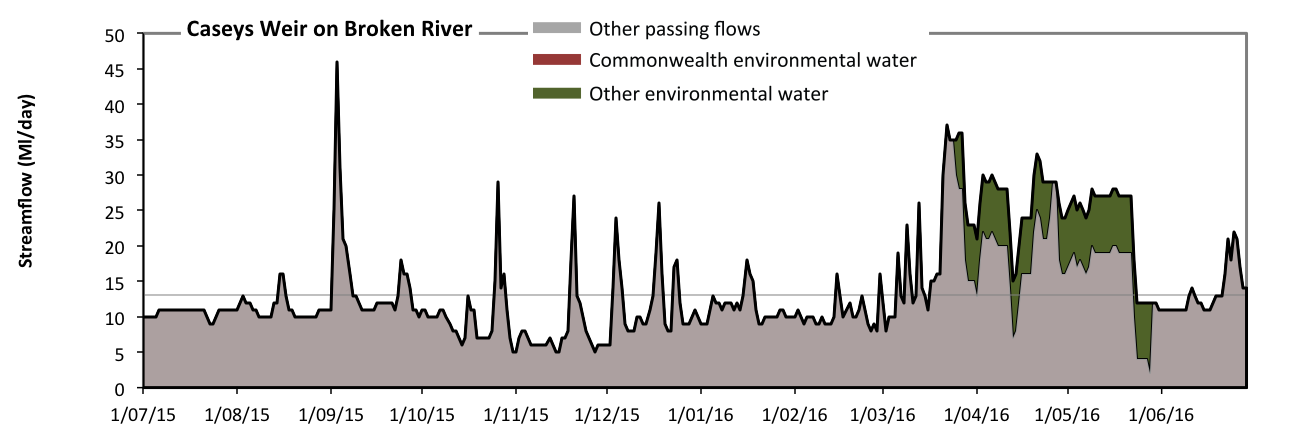 Caseys Weir on Broken River
Other passing flows
Commonwealth environmental water
Other environmental water
Streamflow (Ml/day)
50
45
40
35
30
25
20
15
10
5
0
1/07/15 1/08/15 1/09/15 1/10/15 1/11/15 1/12/15 1/01/16 1/02/16 1/03/16 1/04/16 1/05/16 1/06/16